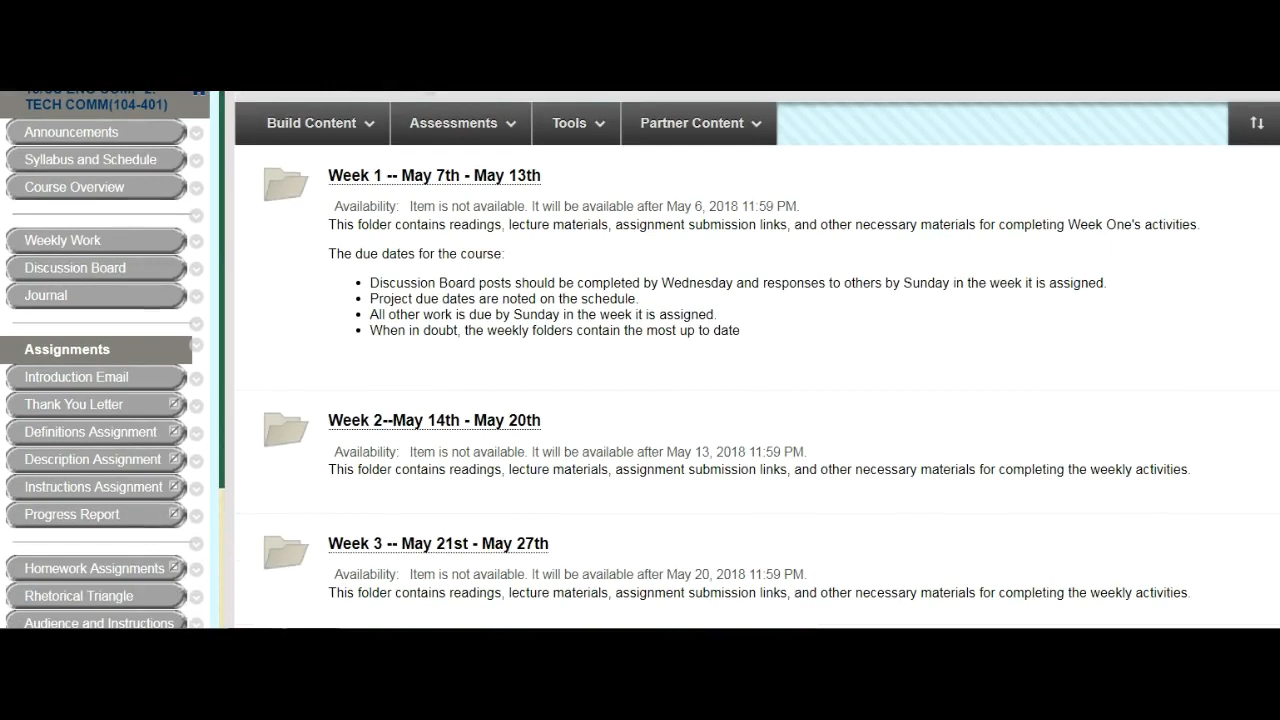 TECH COMM(104-401)
Announcements
Syllabus and Schedule
Course Overview
Weekly Work
Discussion Board
Journal
Assignments
Introduction Email
Thank You Letter
Definitions Assignment
Description Assignment
Instructions Assignment
Progress Report
Homework Assignments
Rhetorical Triangle
Audience and Instructions
Build Content
Assessments
Tools
Partner Content
Week 1 -- May 7th - May 13th
Availability: Item is not available. It will be available after May 6, 2018 11:59 PM.
This folder contains readings, lecture materials, assignment submission links, and other necessary materials for completing Week One's activities.
The due dates for the course:
• Discussion Board posts should be completed by Wednesday and responses to others by Sunday in the week it is assigned.
• Project due dates are noted on the schedule.
• All other work is due by Sunday in the week it is assigned.
• When in doubt, the weekly folders contain the most up to date
Week 2--May 14th - May 20th
Availability: Item is not available. It will be available after May 13, 2018 11:59 PM.
This folder contains readings, lecture materials, assignment submission links, and other necessary materials for completing the weekly activities.
Week 3 -- May 21st - May 27th
Availability: Item is not available. It will be available after May 20, 2018 11:59 PM.
This folder contains readings, lecture materials, assignment submission links, and other necessary materials for completing the weekly activities.